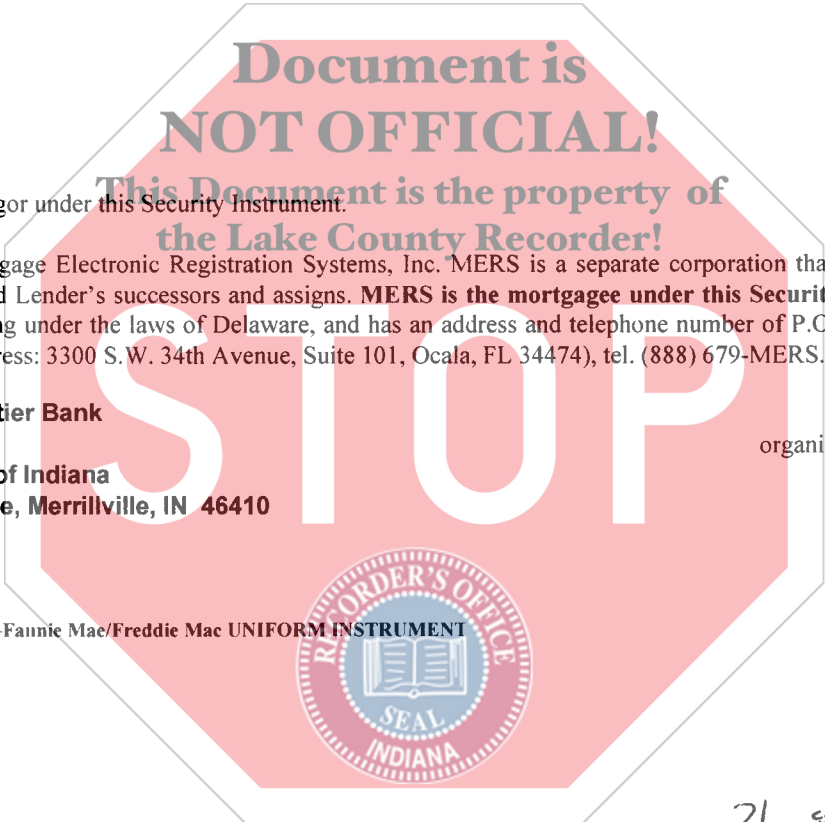 Document is
NOT OFFICIAL!
This Document is the property of
gor under this Security Instrument.
the Lake County Recorder!
gage Electronic Registration Systems, Inc. MERS is a separate corporation tha
d Lender's successors and assigns. MERS is the mortgagee under this Securit
g under the laws of Delaware, and has an address and telephone number of P.O
ress: 3300 S.W. 34th Avenue, Suite 101, Ocala, FL 34474), tel. (888) 679-MERS.
STOP
tier Bank
organi
of Indiana
e, Merrillville, IN 46410
-Fannie Mae/Freddie Mac UNIFORM INSTRUMENT
RECORDER'S OFFICE
SEAL
INDIANA